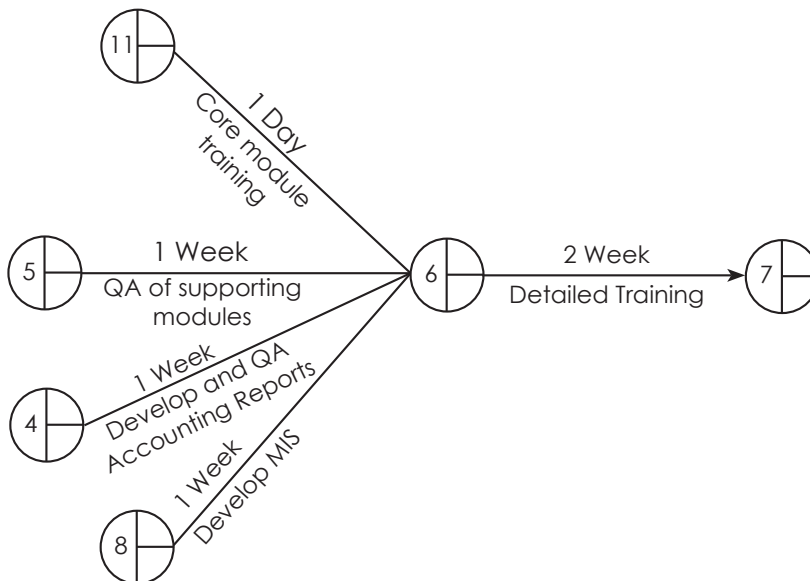 11
1 Day
Core module
training
5
1 Week
QA of supporting
modules
6
2 Week
Detailed Training
7
4
1 Week
Develop and QA
Accounting Reports
8
1 Week
Develop MIS